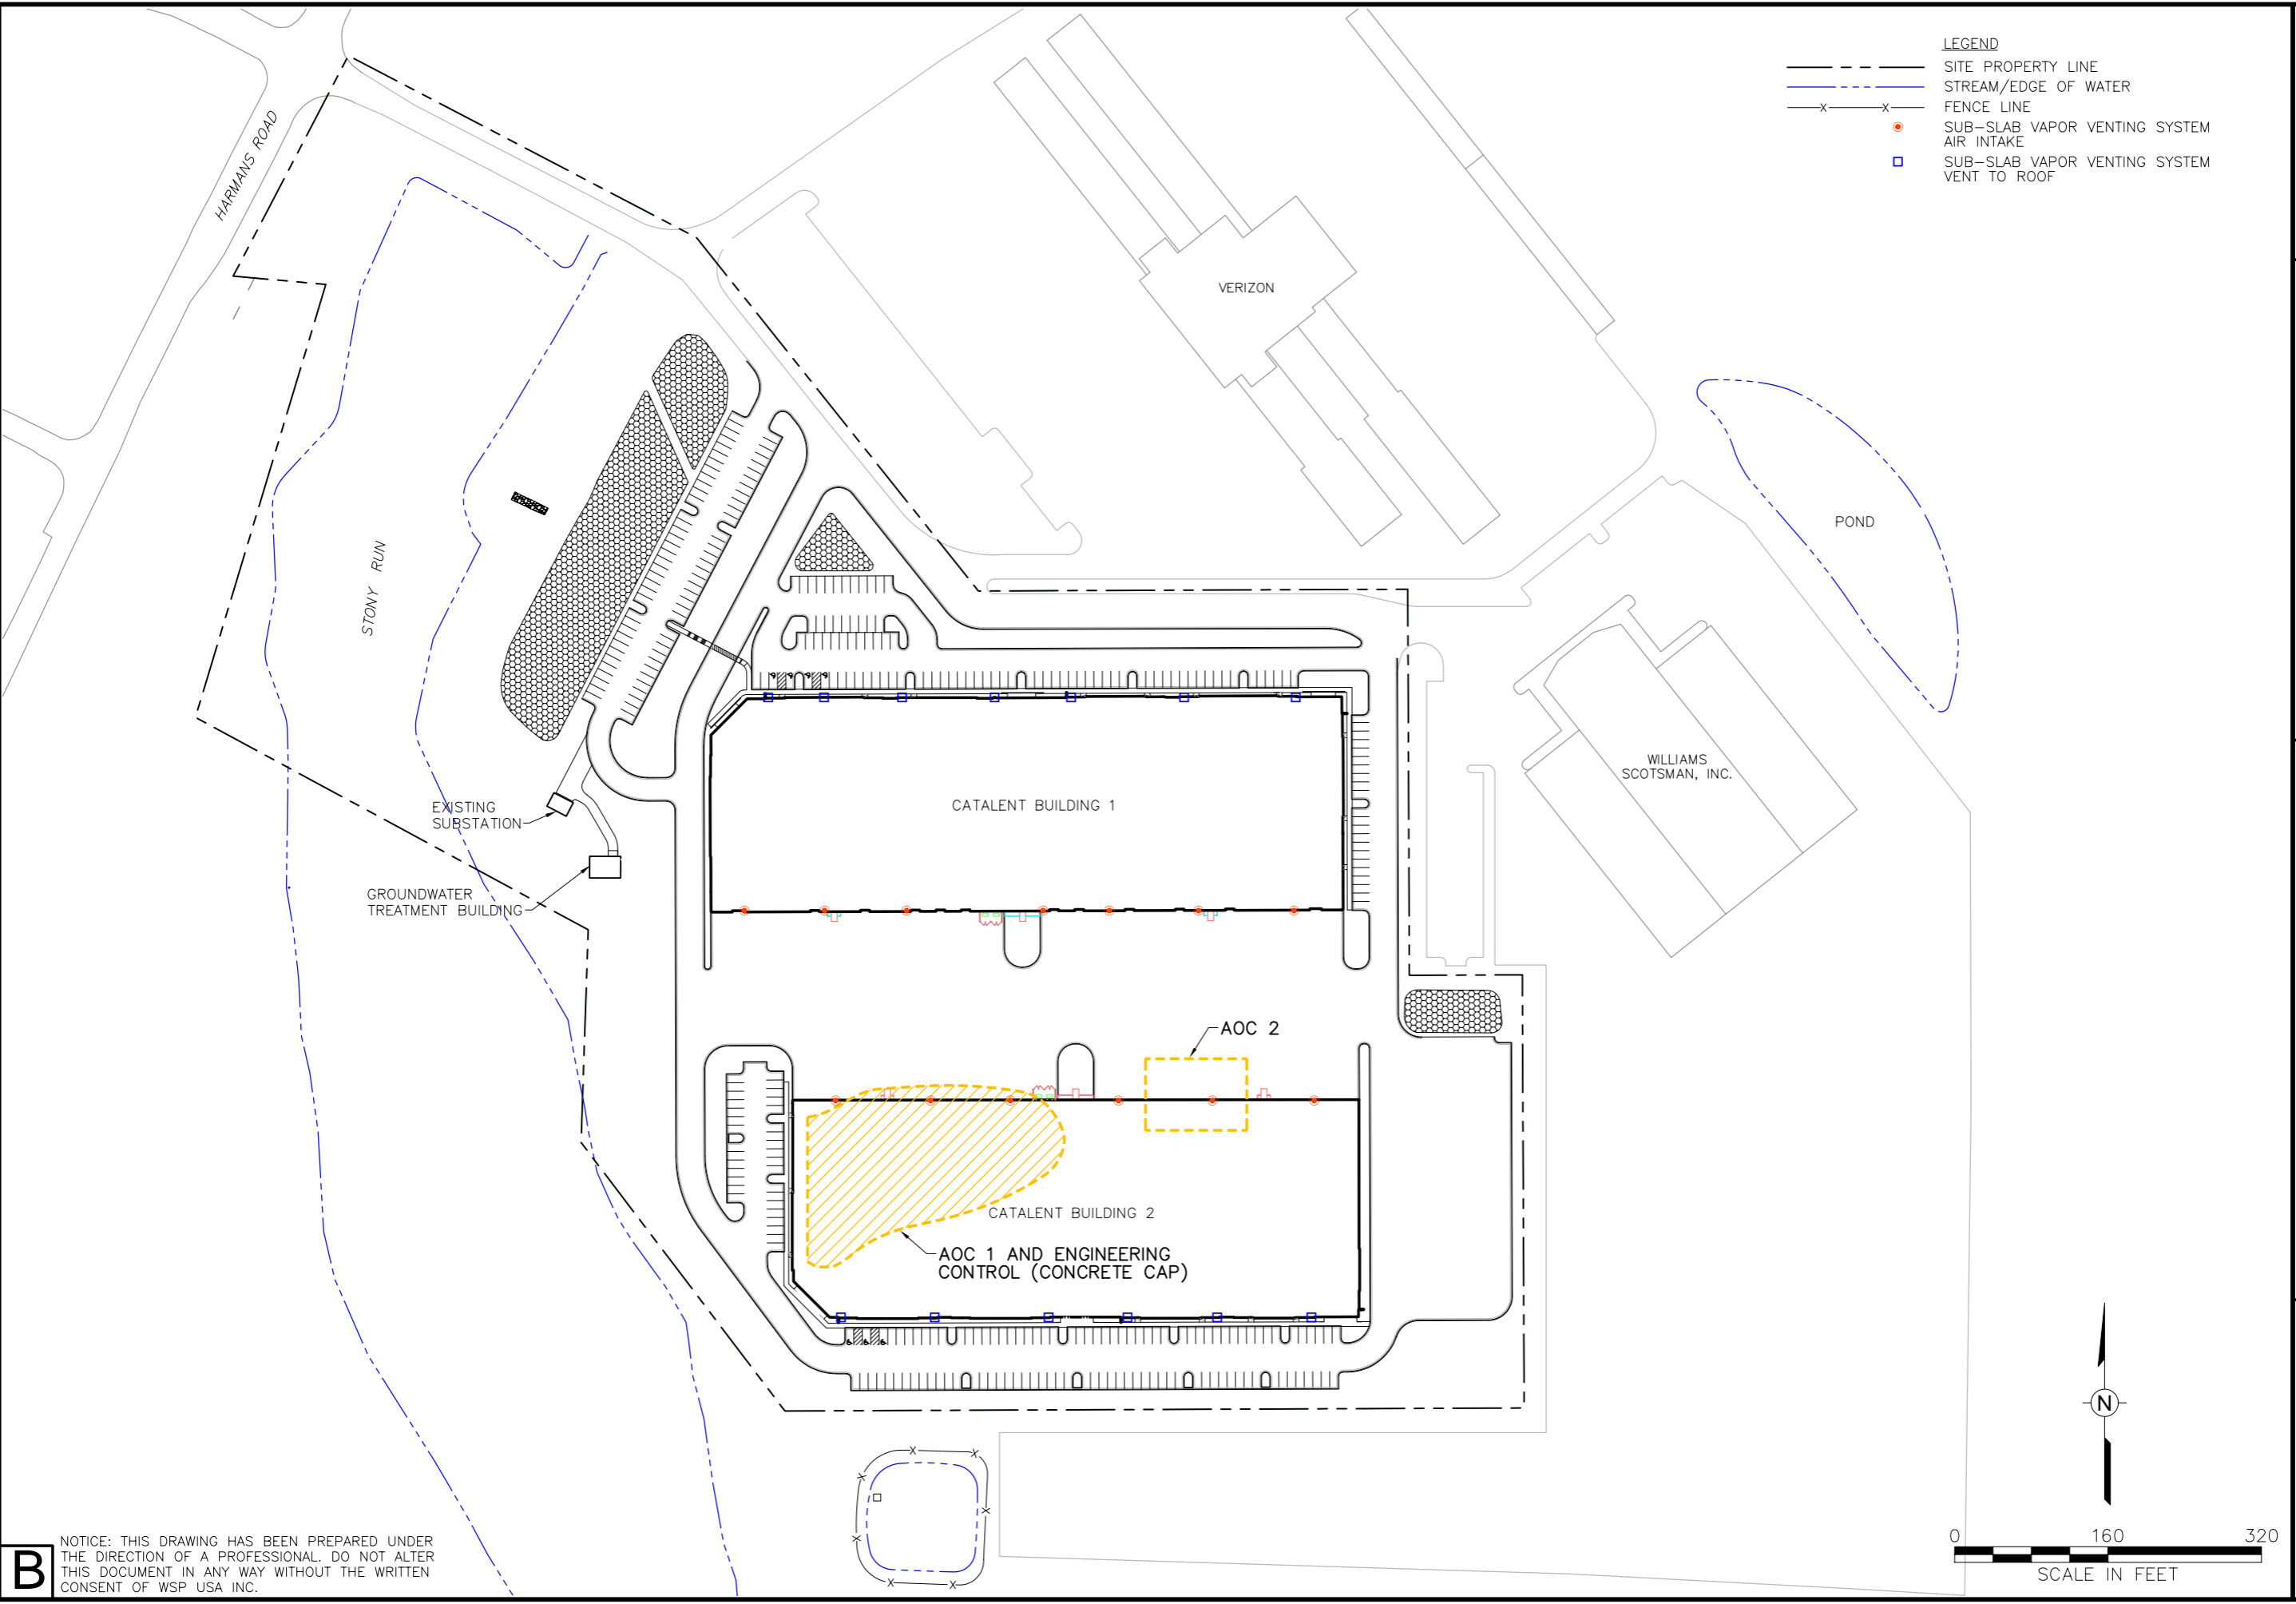 LEGEND
SITE PROPERTY LINE
STREAM/EDGE OF WATER
X X FENCE LINE
SUB-SLAB VAPOR VENTING SYSTEM
AIR INTAKE
SUB-SLAB VAPOR VENTING SYSTEM
VENT TO ROOF
HARMANS ROAD
VERIZON
POND
STONY RUN
WILLIAMS
SCOTSMAN, INC.
EXISTING
SUBSTATION
CATALENT BUILDING 1
GROUNDWATER
TREATMENT BUILDING
AOC 2
CATALENT BUILDING 2
AOC 1 AND ENGINEERING
CONTROL (CONCRETE CAP)
N
X X
X
X
X
X X
0 160 320
SCALE IN FEET
B
NOTICE: THIS DRAWING HAS BEEN PREPARED UNDER
THE DIRECTION OF A PROFESSIONAL. DO NOT ALTER
THIS DOCUMENT IN ANY WAY WITHOUT THE WRITTEN
CONSENT OF WSP USA INC.